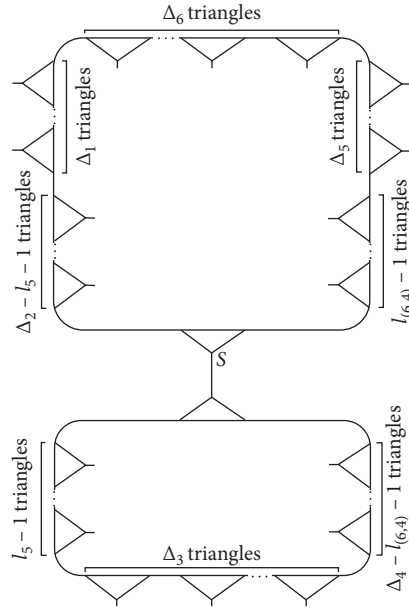 Δ₆ triangles
Δ₁ triangles
Δ₅ triangles
Δ₂ − l₅ − 1 triangles
l₍₆,₄₎ − 1 triangles
S
l₅ − 1 triangles
Δ₄ − l₍₆,₄₎ − 1 triangles
Δ₃ triangles